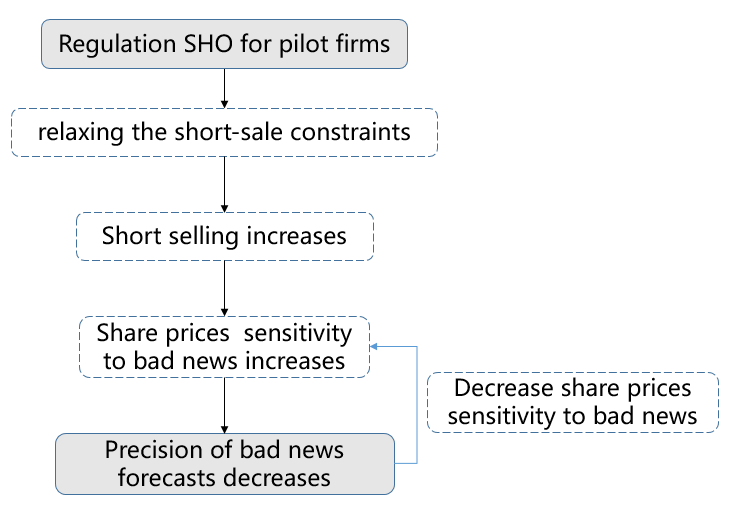 Regulation SHO for pilot firms
relaxing the short-sale constraints
Short selling increases
Share prices  sensitivity
to bad news increases
Decrease share prices
sensitivity to bad news
Precision of bad news
forecasts decreases